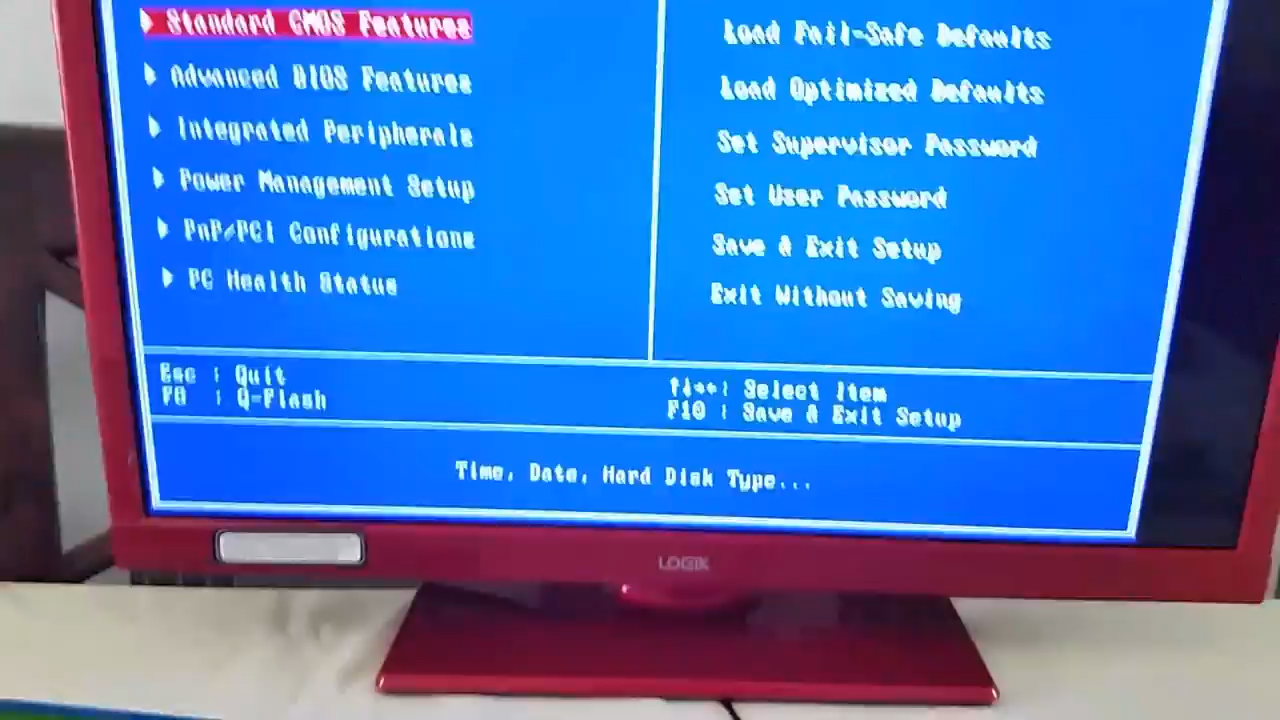 Standard CMOS Features
Advanced BIOS Features
Integrated Peripherals
Power Management Setup
PnP/PCI Configurations
PC Health Status
Load Fail-Safe Defaults
Load Optimized Defaults
Set Supervisor Password
Set User Password
Save & Exit Setup
Exit Without Saving
Esc : Quit
F8 : Q-Flash
↑↓→←: Select Item
F10 : Save & Exit Setup
Time, Date, Hard Disk Type...
LOGIK